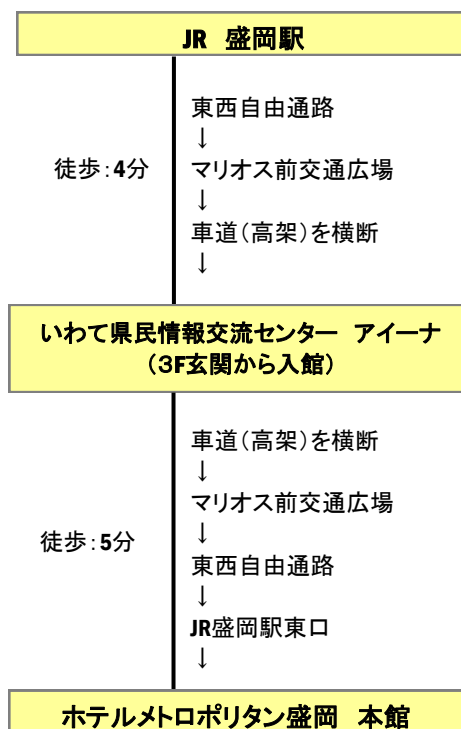 JR 盛岡駅
東西自由通路
↓
徒歩：4分
マリオス前交通広場
↓
車道（高架）を横断
↓
いわて県民情報交流センター アイーナ
（3F玄関から入館）
車道（高架）を横断
↓
マリオス前交通広場
↓
徒歩：5分
東西自由通路
↓
JR盛岡駅東口
↓
ホテルメトロポリタン盛岡 本館